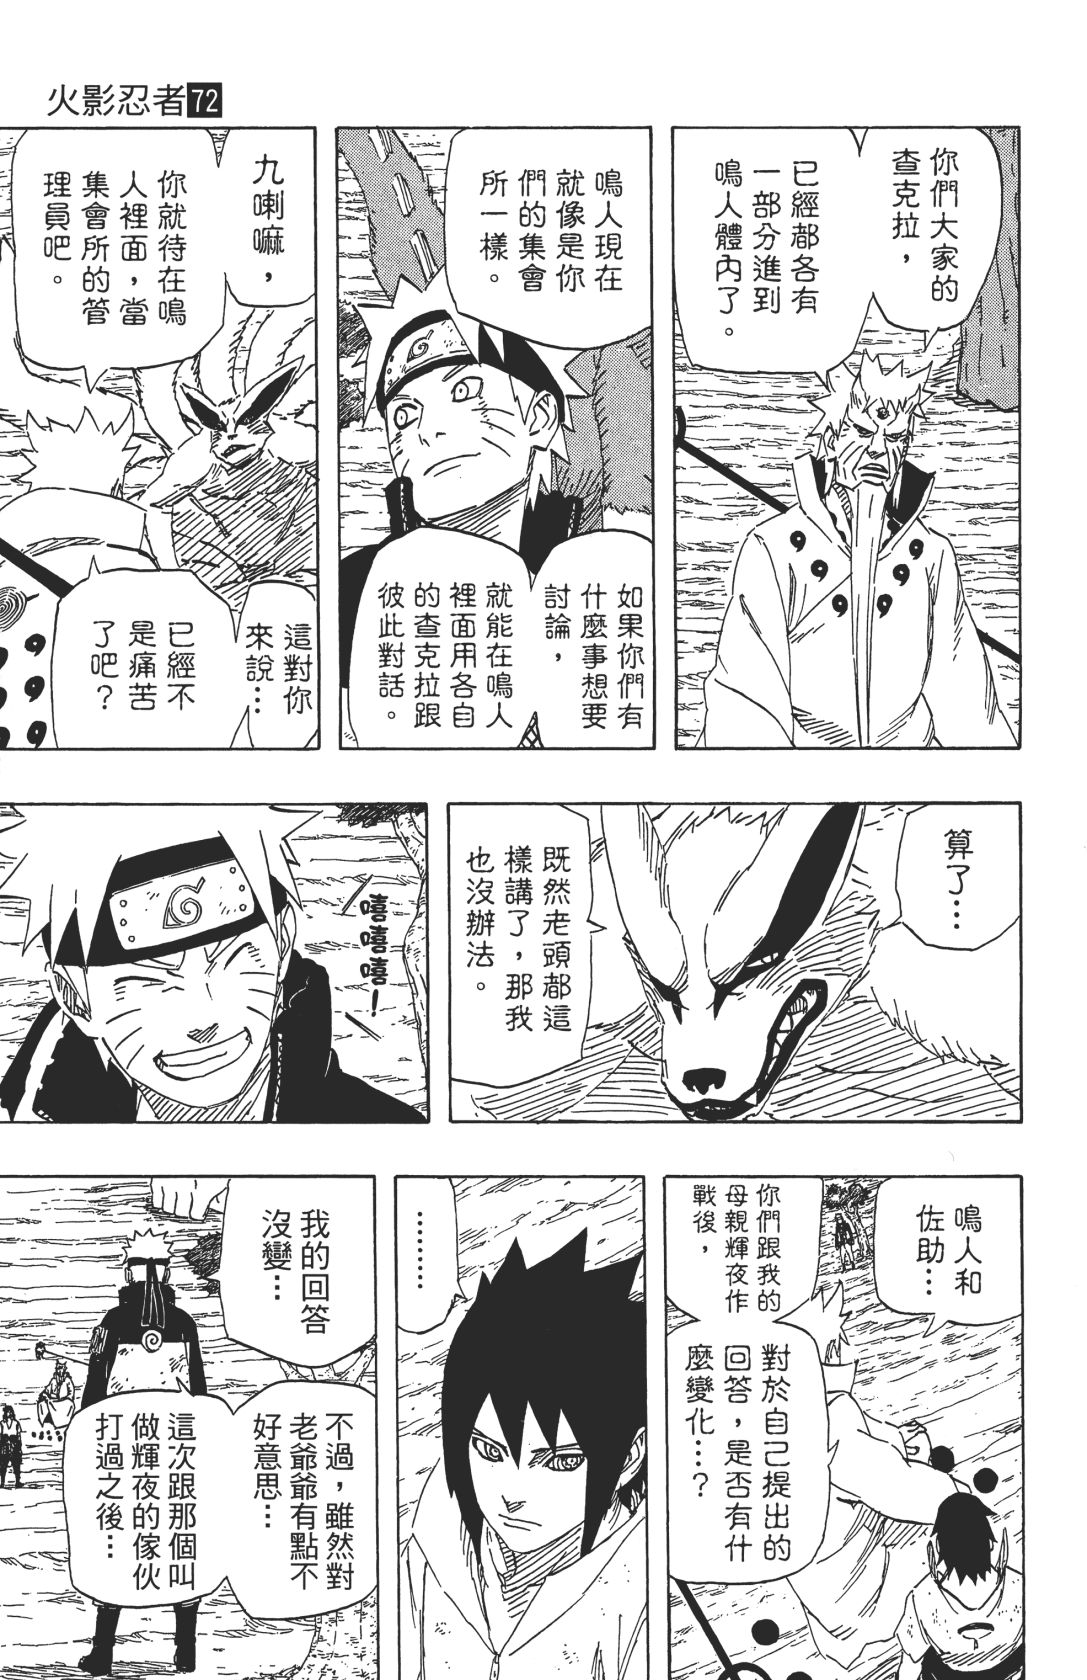 火影忍者72
你們大家的
查克拉，
已經都各有
一部分進到
鳴人體內了。
鳴人現在
就像是你
們的集會
所一樣。
如果你們有
什麼事想要
討論，
就能在鳴人
裡面用各自
的查克拉跟
彼此對話。
九喇嘛，
你就待在鳴
人裡面，當
集會所的管
理員吧。
這對你
來說…
已經不
是痛苦
了吧？
算了…
既然老頭都這
樣講了，那我
也沒辦法。
嘻嘻嘻！
鳴人和
佐助…
你們跟我的
母親輝夜作
戰後，
對於自己提出的
回答，是否有什
麼變化…？
……
我的回答
沒變…
不過，雖然對
老爺爺有點不
好意思…
這次跟那個叫
做輝夜的傢伙
打過之後…